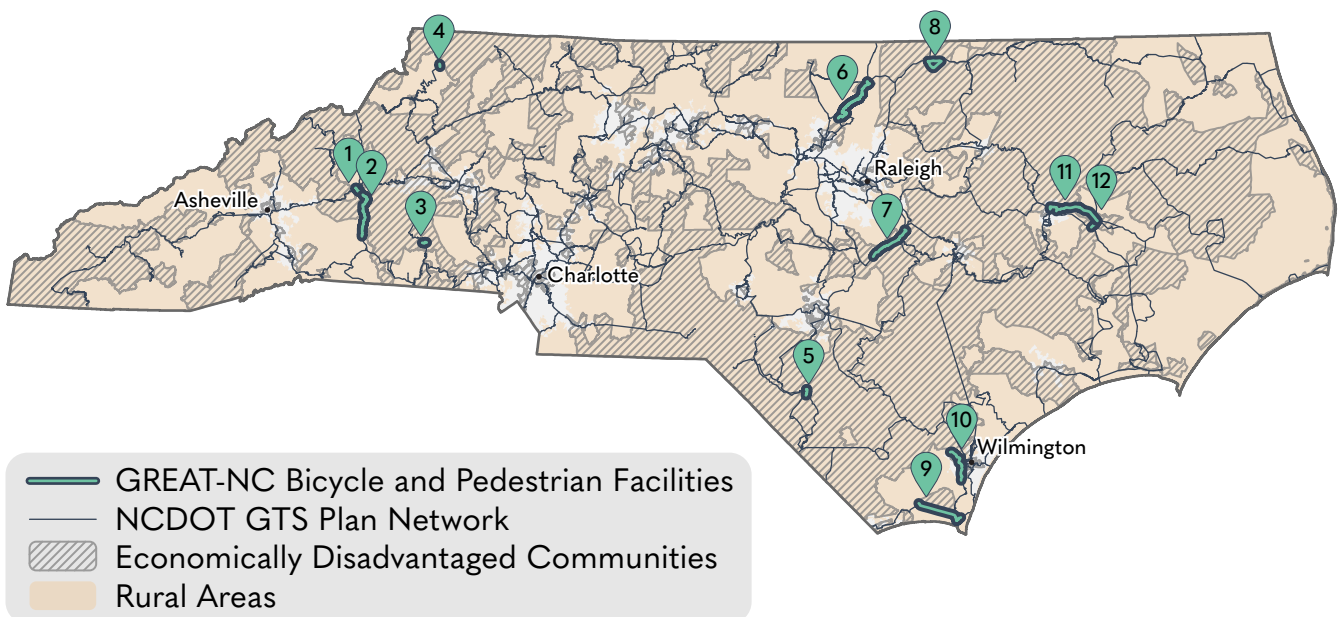 4
8
6
1
2
Raleigh
11
12
Asheville
3
7
Charlotte
5
10
Wilmington
9
GREAT-NC Bicycle and Pedestrian Facilities
NCDOT GTS Plan Network
Economically Disadvantaged Communities
Rural Areas